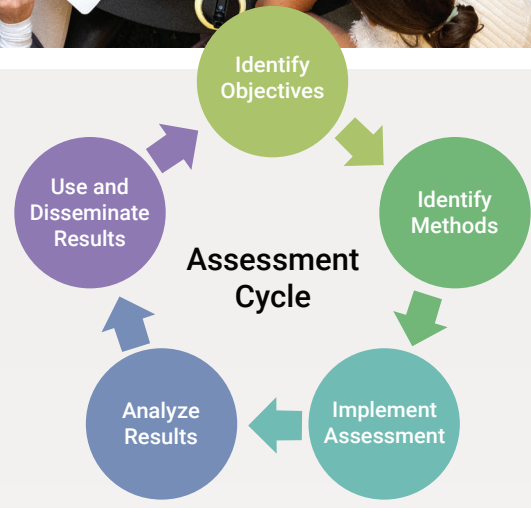 Identify
Objectives
Identify
Methods
Implement
Assessment
Analyze
Results
Use and
Disseminate
Results
Assessment
Cycle